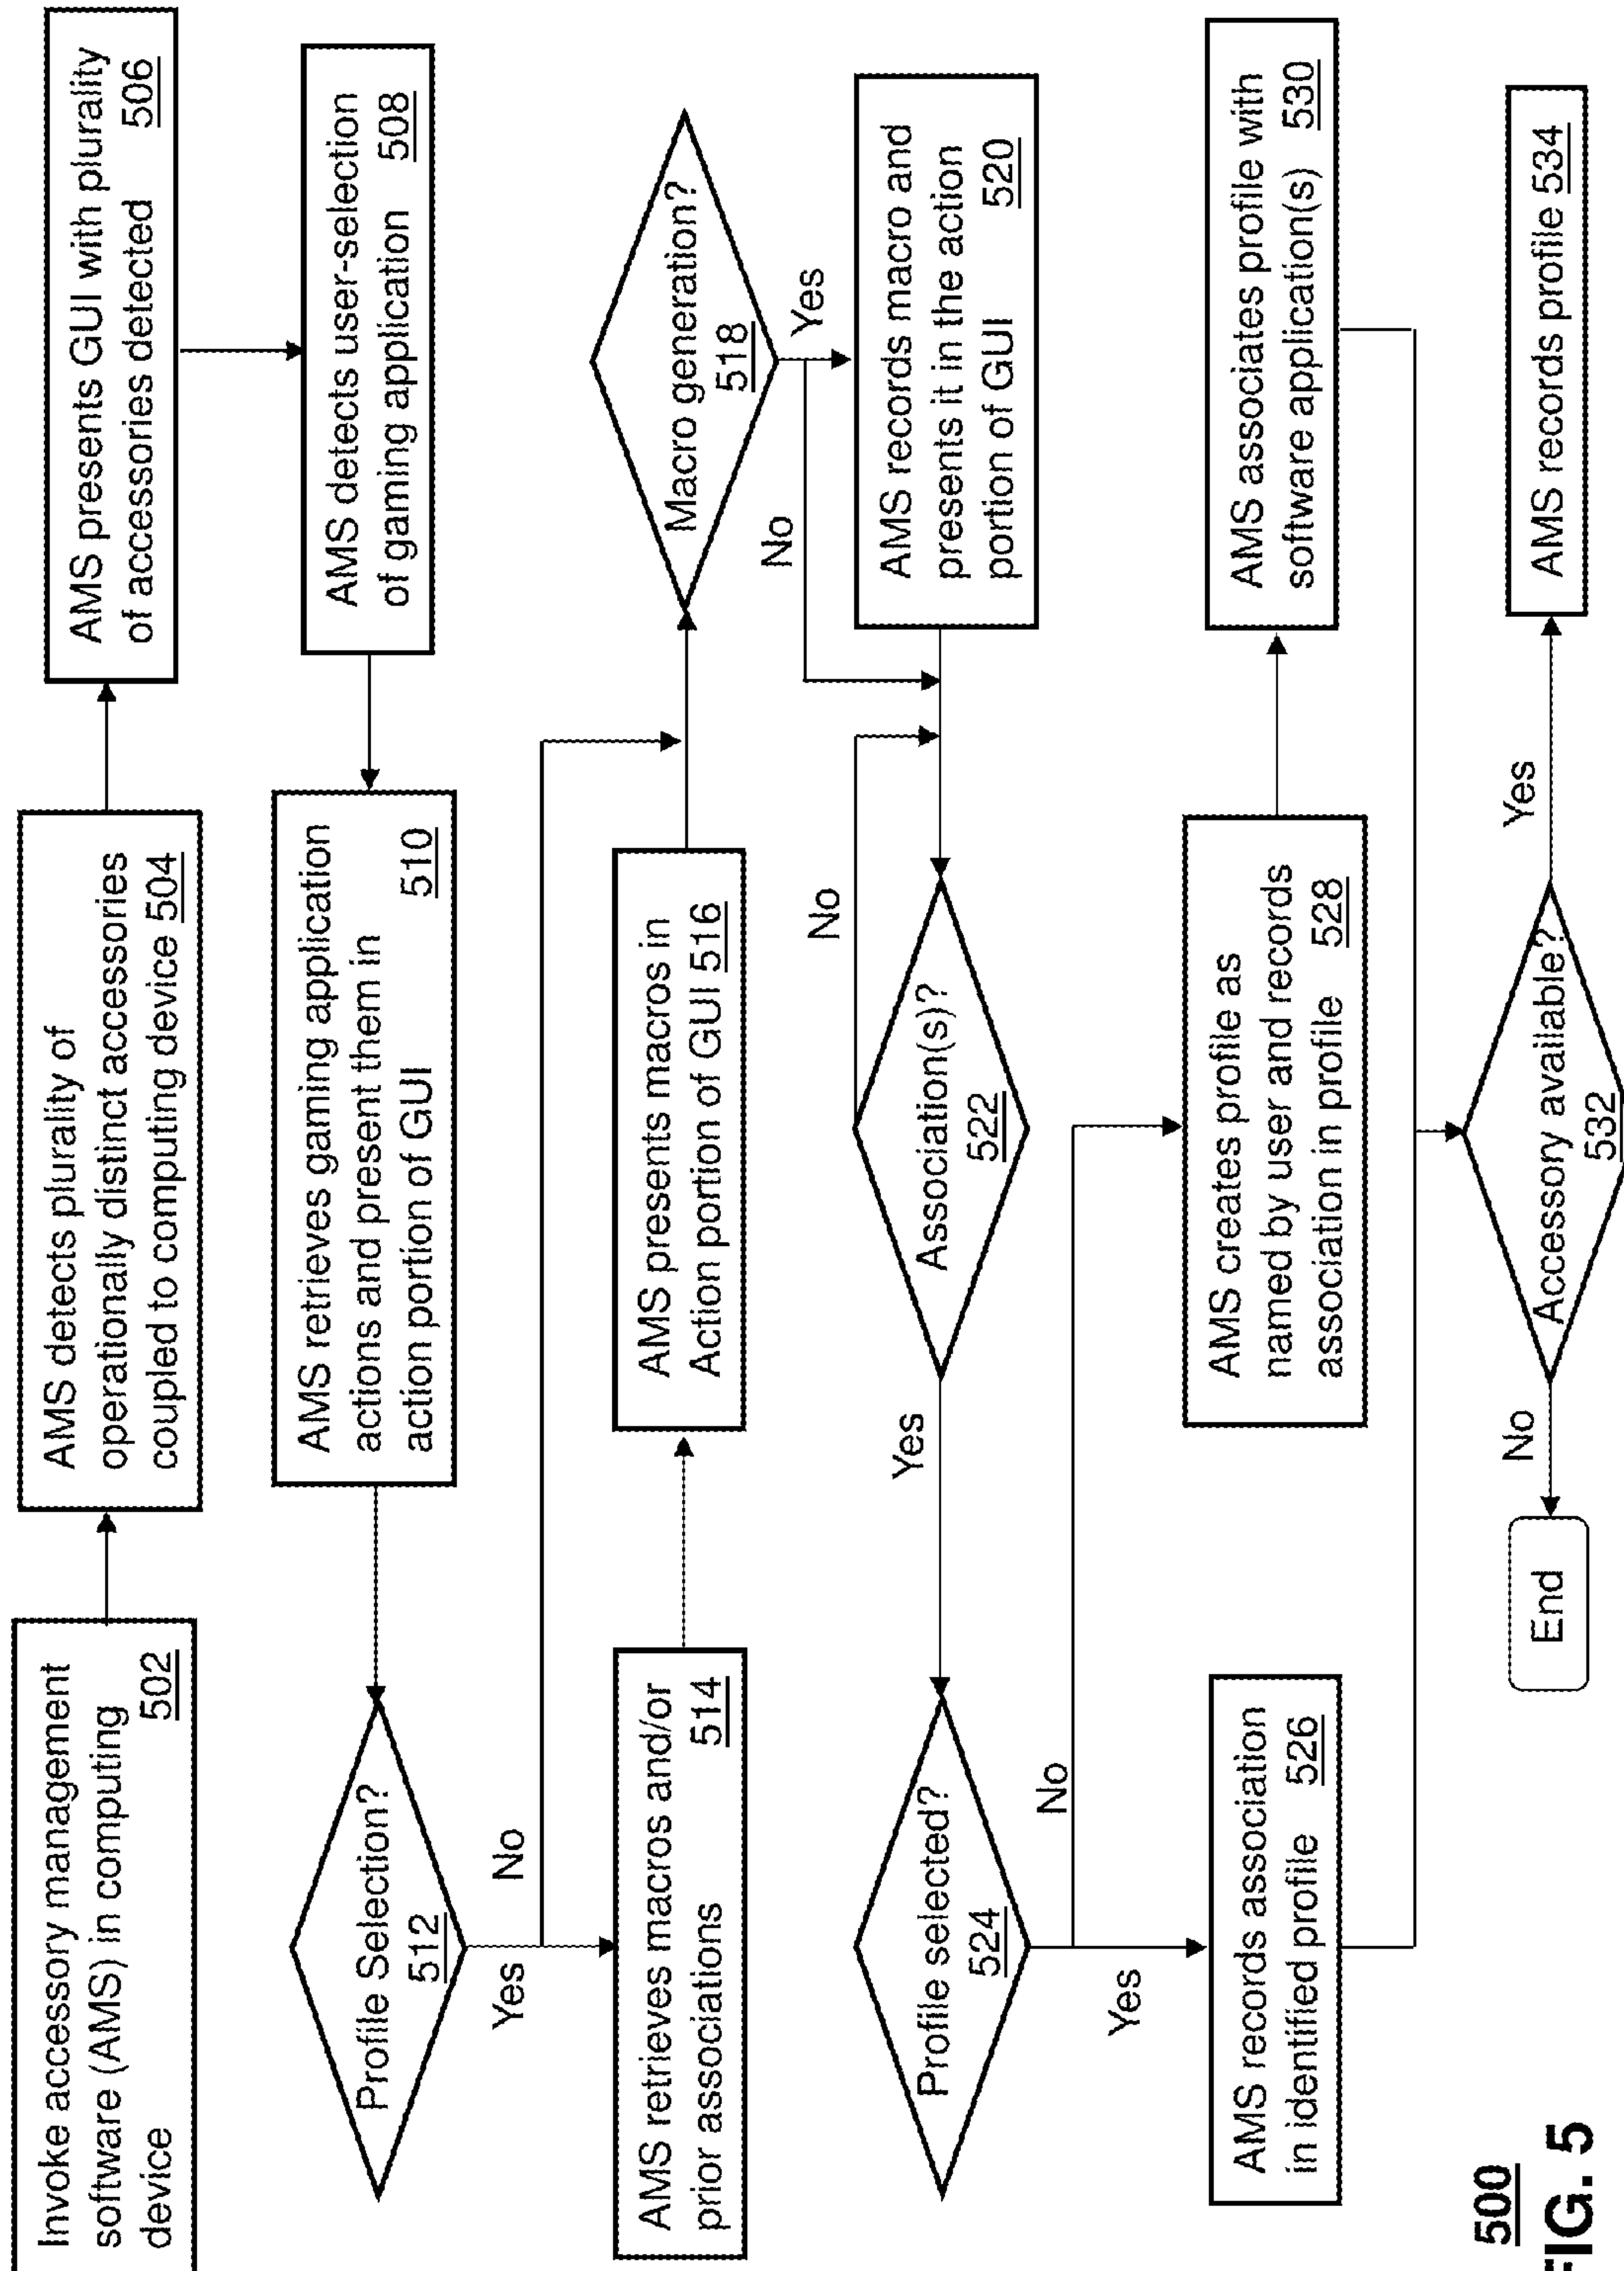 Invoke accessory management
software (AMS) in computing
device 502
AMS detects plurality of
operationally distinct accessories
coupled to computing device 504
AMS presents GUI with plurality
of accessories detected 506
AMS detects user-selection
of gaming application 508
AMS retrieves gaming application
actions and present them in
action portion of GUI 510
Profile Selection?
512
No
Yes
AMS retrieves macros and/or
prior associations 514
AMS presents macros in
Action portion of GUI 516
Macro generation?
518
No
Yes
AMS records macro and
presents it in the action
portion of GUI 520
No
Association(s)?
522
Yes
Profile selected?
524
No
Yes
AMS records association
in identified profile 526
AMS creates profile as
named by user and records
association in profile 528
AMS associates profile with
software application(s) 530
Accessory available?
532
No
Yes
End
AMS records profile 534
500
FIG. 5